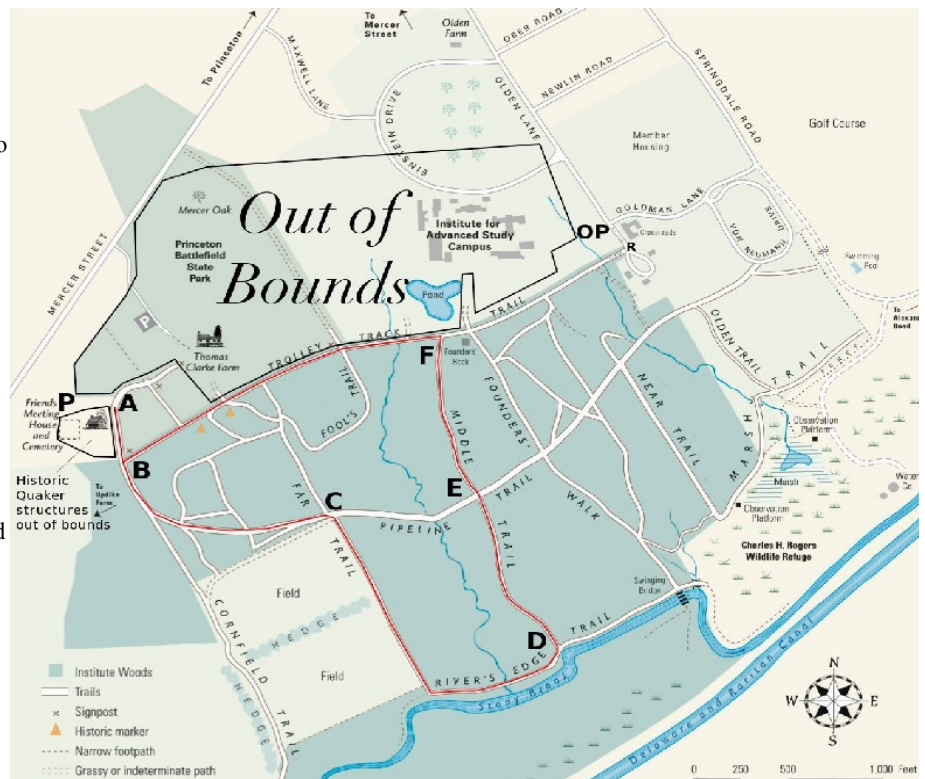 To
Mercer
Street
Olden
Farm
OBER ROAD
To Princeton
MAXWELL LANE
NEWLIN ROAD
SPRINGDALE ROAD
EINSTEIN DRIVE
OLDEN LANE
Golf Course
Member
Housing
o
Mercer Oak
Out of
Bounds
Institute for
Advanced Study
Campus
Princeton
Battlefield
State
Park
GOLDMAN LANE
OP
R
Crossroads
VON NEUMANN
DRIVE
MERCER STREET
Swimming
Pool
Pond
P
TROLLEY TRACK TRAIL
To
Alexander
Road
Thomas
Clarke Farm
F
Founders'
Rock
OLDEN TRAIL
P
A
Friends
Meeting
House
and
Cemetery
FOOL'S TRAIL
MIDDLE TRAIL
FOUNDERS' WALK
NEAR TRAIL
MARSH TRAIL
Observation
Platform
B
Historic
Quaker
structures
out of bounds
To
Updike
Farm
E
C
FAR TRAIL
PIPELINE TRAIL
Marsh
Water
Co.
Observation
Platform
d
Charles H. Rogers
Wildlife Refuge
Field
HEDGE
Swinging
Bridge
CORNFIELD TRAIL
HEDGE
Field
D
RIVER'S EDGE TRAIL
Stony Brook
Delaware and Raritan Canal
Institute Woods
Trails
Signpost
Historic marker
Narrow footpath
Grassy or indeterminate path
N
W
E
S
0 250 500 1,000 Feet